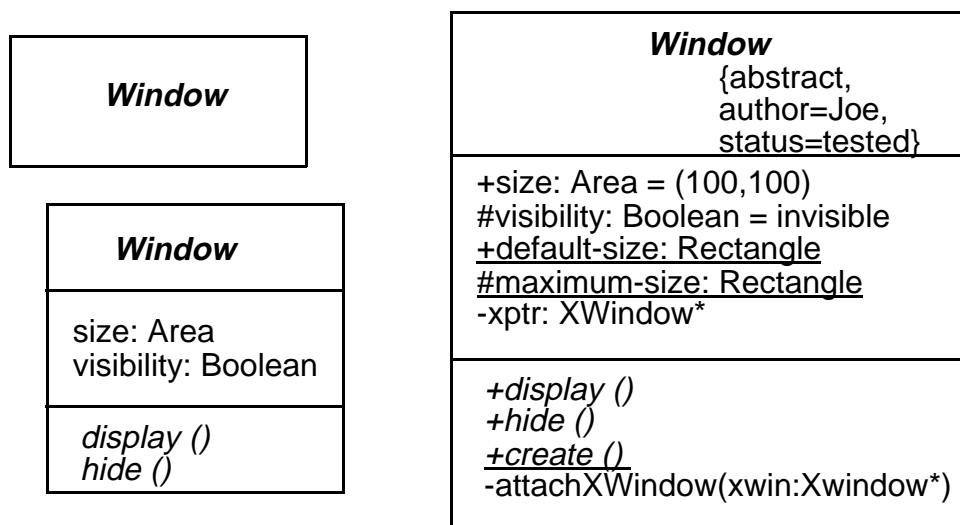 Window
Window
size: Area
visibility: Boolean
display ()
hide ()
Window
{abstract,
author=Joe,
status=tested}
+size: Area = (100,100)
#visibility: Boolean = invisible
+default-size: Rectangle
#maximum-size: Rectangle
-xptr: XWindow*
+display ()
+hide ()
+create ()
-attachXWindow(xwin:Xwindow*)